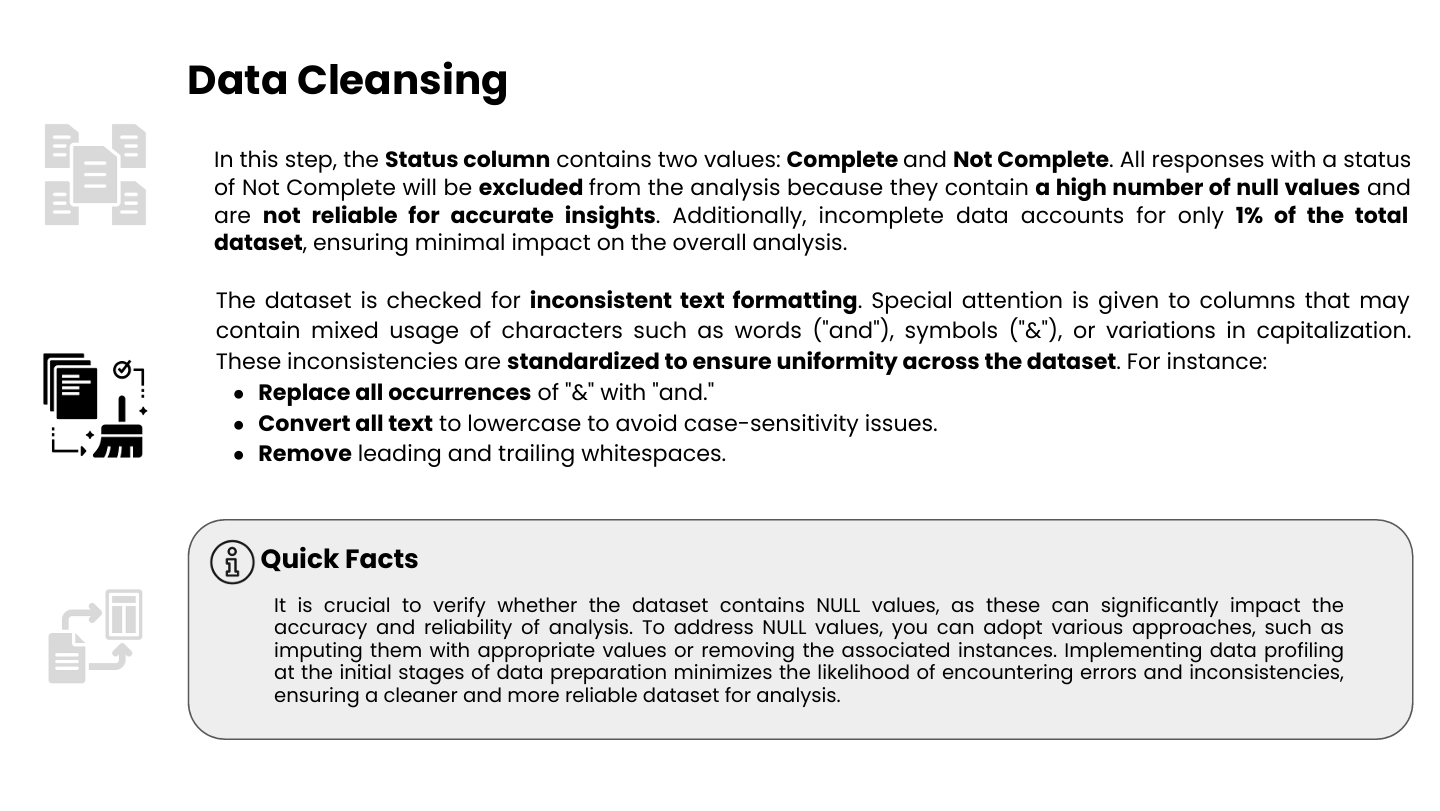 Data Cleansing
In this step, the Status column contains two values: Complete and Not Complete. All responses with a status
of Not Complete will be excluded from the analysis because they contain a high number of null values and
are not reliable for accurate insights. Additionally, incomplete data accounts for only 1% of the total
dataset, ensuring minimal impact on the overall analysis.
The dataset is checked for inconsistent text formatting. Special attention is given to columns that may
contain mixed usage of characters such as words ("and"), symbols ("&"), or variations in capitalization.
These inconsistencies are standardized to ensure uniformity across the dataset. For instance:
● Replace all occurrences of "&" with "and."
● Convert all text to lowercase to avoid case-sensitivity issues.
● Remove leading and trailing whitespaces.
Quick Facts
It is crucial to verify whether the dataset contains NULL values, as these can significantly impact the
accuracy and reliability of analysis. To address NULL values, you can adopt various approaches, such as
imputing them with appropriate values or removing the associated instances. Implementing data profiling
at the initial stages of data preparation minimizes the likelihood of encountering errors and inconsistencies,
ensuring a cleaner and more reliable dataset for analysis.